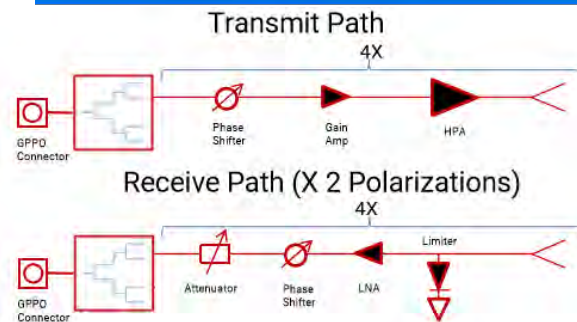 Transmit Path
4X
GPPO
Connector
Phase
Shifter
Gain
Amp
HPA
Receive Path (X 2 Polarizations)
4X
Limiter
GPPO
Connector
Attenuator
Phase
Shifter
LNA